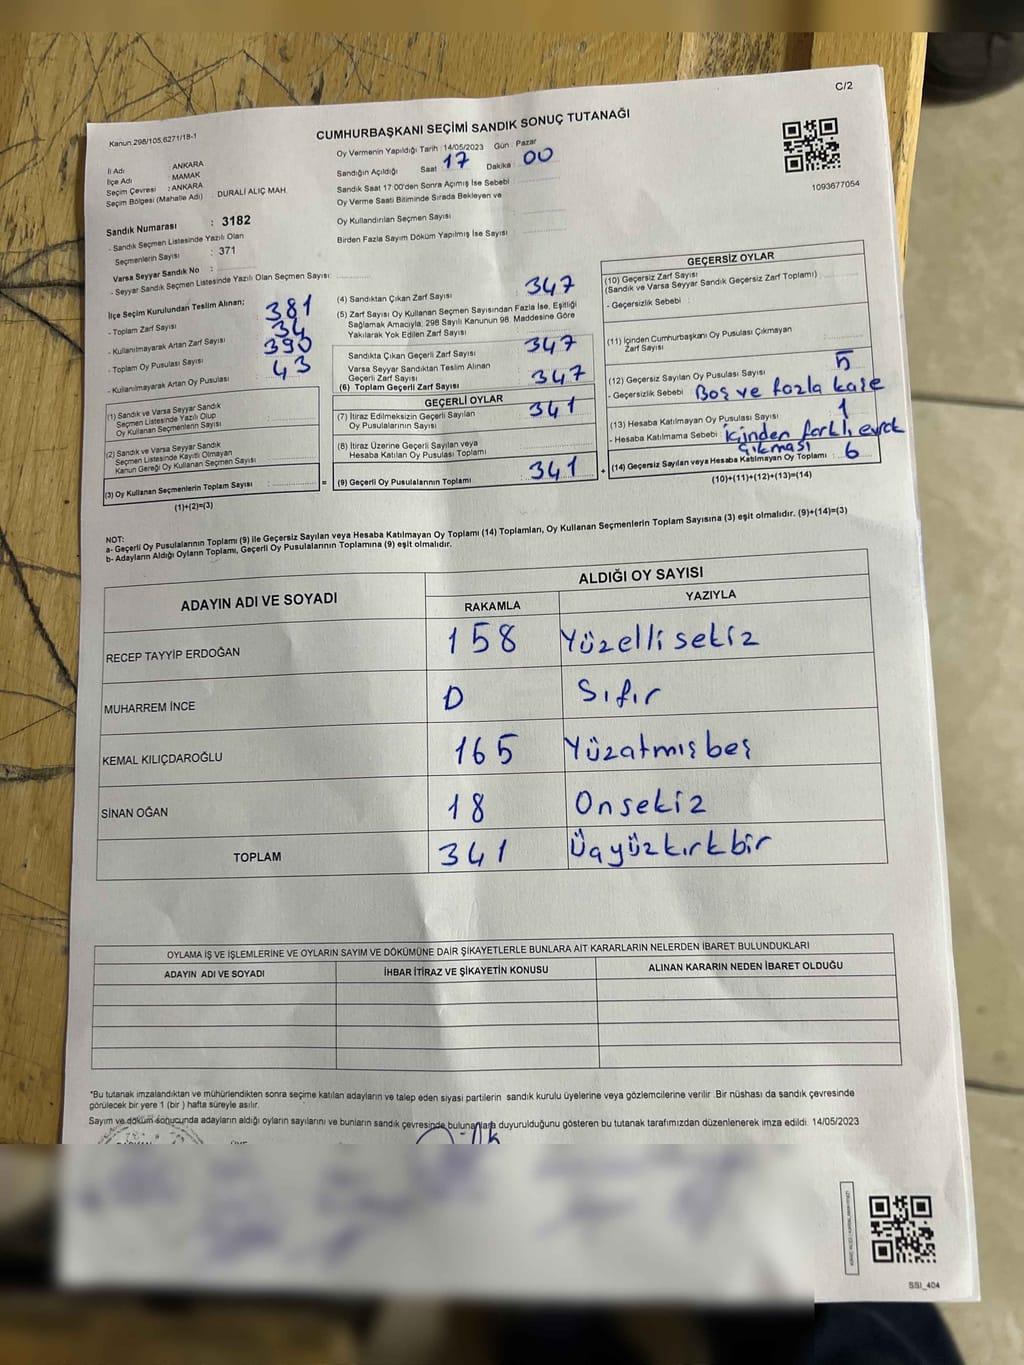 C/2
Kanun 298/105,6271/18-1
CUMHURBAŞKANI SEÇİMİ SANDIK SONUÇ TUTANAĞI
1093677054
İl Adı : ANKARA
İlçe Adı : MAMAK
Seçim Çevresi : ANKARA
Seçim Bölgesi (Mahalle Adı) : DURALİ ALIÇ MAH.
Sandık Numarası : 3182
- Sandık Seçmen Listesinde Yazılı Olan
Seçmenlerin Sayısı : 371
Varsa Seyyar Sandık No :
- Seyyar Sandık Seçmen Listesinde Yazılı Olan Seçmen Sayısı:
Oy Vermenin Yapıldığı Tarih : 14/05/2023 Gün : Pazar
Sandığın Açıldığı Saat 17 Dakika : 00
Sandık Saat 17 00'den Sonra Açımış İse Sebebi :
Oy Verme Saati Bitiminde Sırada Bekleyen ve
Oy Kullandırılan Seçmen Sayısı :
Birden Fazla Sayım Döküm Yapılmış İse Sayısı :
İlçe Seçim Kurulundan Teslim Alınan;
- Toplam Zarf Sayısı : 381
- Kullanılmayarak Artan Zarf Sayısı : 34
- Toplam Oy Pusulası Sayısı : 390
- Kullanılmayarak Artan Oy Pusulası : 43
(1) Sandık ve Varsa Seyyar Sandık
Seçmen Listesinde Yazılı Olup
Oy Kullanan Seçmenlerin Sayısı :
(2) Sandık ve Varsa Seyyar Sandık
Seçmen Listesinde Kayıtlı Olmayan
Kanun Gereği Oy Kullanan Seçmen Sayısı :
(3) Oy Kullanan Seçmenlerin Toplam Sayısı :
(1)+(2)=(3)
(4) Sandıktan Çıkan Zarf Sayısı : 347
(5) Zarf Sayısı Oy Kullanan Seçmen Sayısından Fazla İse, Eşitliği
Sağlamak Amacıyla, 298 Sayılı Kanunun 98. Maddesine Göre
Yakılarak Yok Edilen Zarf Sayısı :
Sandıkta Çıkan Geçerli Zarf Sayısı : 347
Varsa Seyyar Sandıktan Teslim Alınan
Geçerli Zarf Sayısı :
(6) Toplam Geçerli Zarf Sayısı : 347
GEÇERLİ OYLAR
(7) İtiraz Edilmeksizin Geçerli Sayılan
Oy Pusulalarının Sayısı : 341
(8) İtiraz Üzerine Geçerli Sayılan veya
Hesaba Katılan Oy Pusulası Toplamı :
= (9) Geçerli Oy Pusulalarının Toplamı : 341 +
GEÇERSİZ OYLAR
(10) Geçersiz Zarf Sayısı
(Sandık ve Varsa Seyyar Sandık Geçersiz Zarf Toplamı) :
- Geçersizlik Sebebi :
(11) İçinden Cumhurbaşkanı Oy Pusulası Çıkmayan
Zarf Sayısı :
(12) Geçersiz Sayılan Oy Pusulası Sayısı : 5
- Geçersizlik Sebebi : Boş ve fazla kaşe
(13) Hesaba Katılmayan Oy Pusulası Sayısı : 1
- Hesaba Katılmama Sebebi : içinden farklı evrak
çıkması
(14) Geçersiz Sayılan veya Hesaba Katılmayan Oy Toplamı : 6
(10)+(11)+(12)+(13)=(14)
NOT:
a- Geçerli Oy Pusulalarının Toplamı (9) ile Geçersiz Sayılan veya Hesaba Katılmayan Oy Toplamı (14) Toplamları, Oy Kullanan Seçmenlerin Toplam Sayısına (3) eşit olmalıdır. (9)+(14)=(3)
b- Adayların Aldığı Oyların Toplamı, Geçerli Oy Pusulalarının Toplamına (9) eşit olmalıdır.
ADAYIN ADI VE SOYADI
ALDIĞI OY SAYISI
RAKAMLA YAZIYLA
RECEP TAYYİP ERDOĞAN 158 Yüzelli sekiz
MUHARREM İNCE 0 Sıfır
KEMAL KILIÇDAROĞLU 165 Yüzatmış beş
SİNAN OĞAN 18 Onsekiz
TOPLAM 341 Üçyüzkırkbir
OYLAMA İŞ VE İŞLEMLERİNE VE OYLARIN SAYIM VE DÖKÜMÜNE DAİR ŞİKAYETLERLE BUNLARA AİT KARARLARIN NELERDEN İBARET BULUNDUKLARI
ADAYIN ADI VE SOYADI İHBAR İTİRAZ VE ŞİKAYETİN KONUSU ALINAN KARARIN NEDEN İBARET OLDUĞU
*Bu tutanak imzalandıktan ve mühürlendikten sonra seçime katılan adayların ve talep eden siyasi partilerin sandık kurulu üyelerine veya gözlemcilerine verilir .Bir nüshası da sandık çevresinde
görülecek bir yere 1 (bir ) hafta süreyle asılır.
Sayım ve döküm sonucunda adayların aldığı oyların sayılarını ve bunların sandık çevresinde bulunanlara duyurulduğunu gösteren bu tutanak tarafımızdan düzenlenerek imza edildi. 14/05/2023
SSI_404